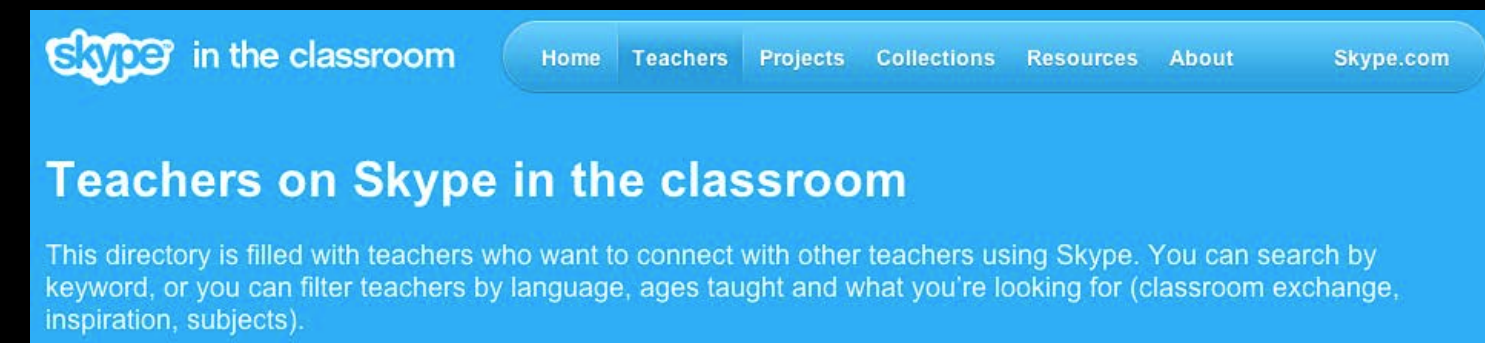 skype in the classroom
Home Teachers Projects Collections Resources About Skype.com
Teachers on Skype in the classroom
This directory is filled with teachers who want to connect with other teachers using Skype. You can search by
keyword, or you can filter teachers by language, ages taught and what you’re looking for (classroom exchange,
inspiration, subjects).